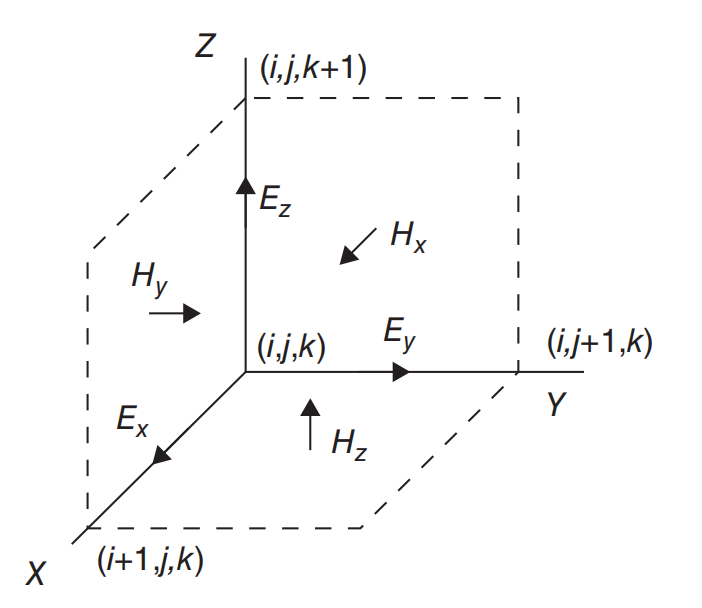 Z
(i,j,k+1)
E_z
H_x
H_y
(i,j,k)
E_y
(i,j+1,k)
Y
E_x
H_z
(i+1,j,k)
X